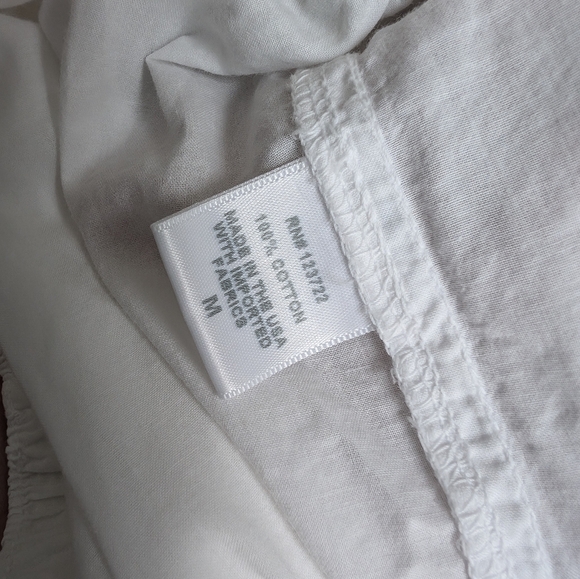 RN# 123722
100% COTTON
MADE IN THE USA
WITH IMPORTED
FABRICS
M